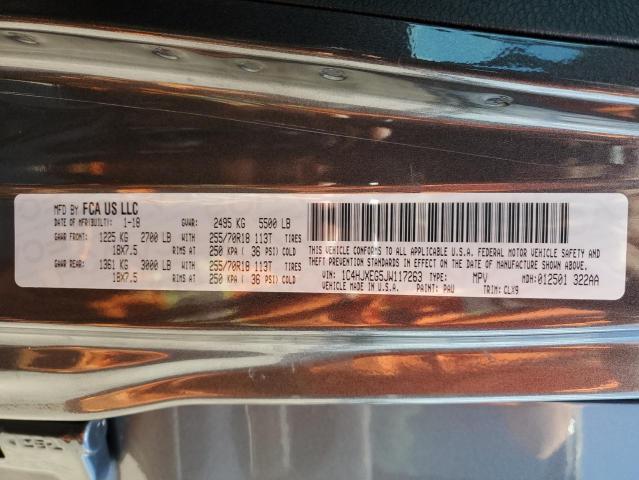 MFD BY FCA US LLC
DATE OF MFR(BUILT): 1-18 GVWR: 2495 KG 5500 LB
GAWR FRONT: 1225 KG 2700 LB WITH 255/70R18 113T TIRES
18X7.5 RIMS AT 250 KPA ( 36 PSI) COLD
GAWR REAR: 1361 KG 3000 LB WITH 255/70R18 113T TIRES
18X7.5 RIMS AT 250 KPA ( 36 PSI) COLD
THIS VEHICLE CONFORMS TO ALL APPLICABLE U.S.A. FEDERAL MOTOR VEHICLE SAFETY
THEFT PREVENTION STANDARDS IN EFFECT ON THE DATE OF MANUFACTURE SHOWN ABOVE.
VIN: 1C4HJXEG5JW117263 TYPE: MPV MDH: 012501 322AA
VEHICLE MADE IN U.S.A. PAINT: PAU TRIM: CLX9